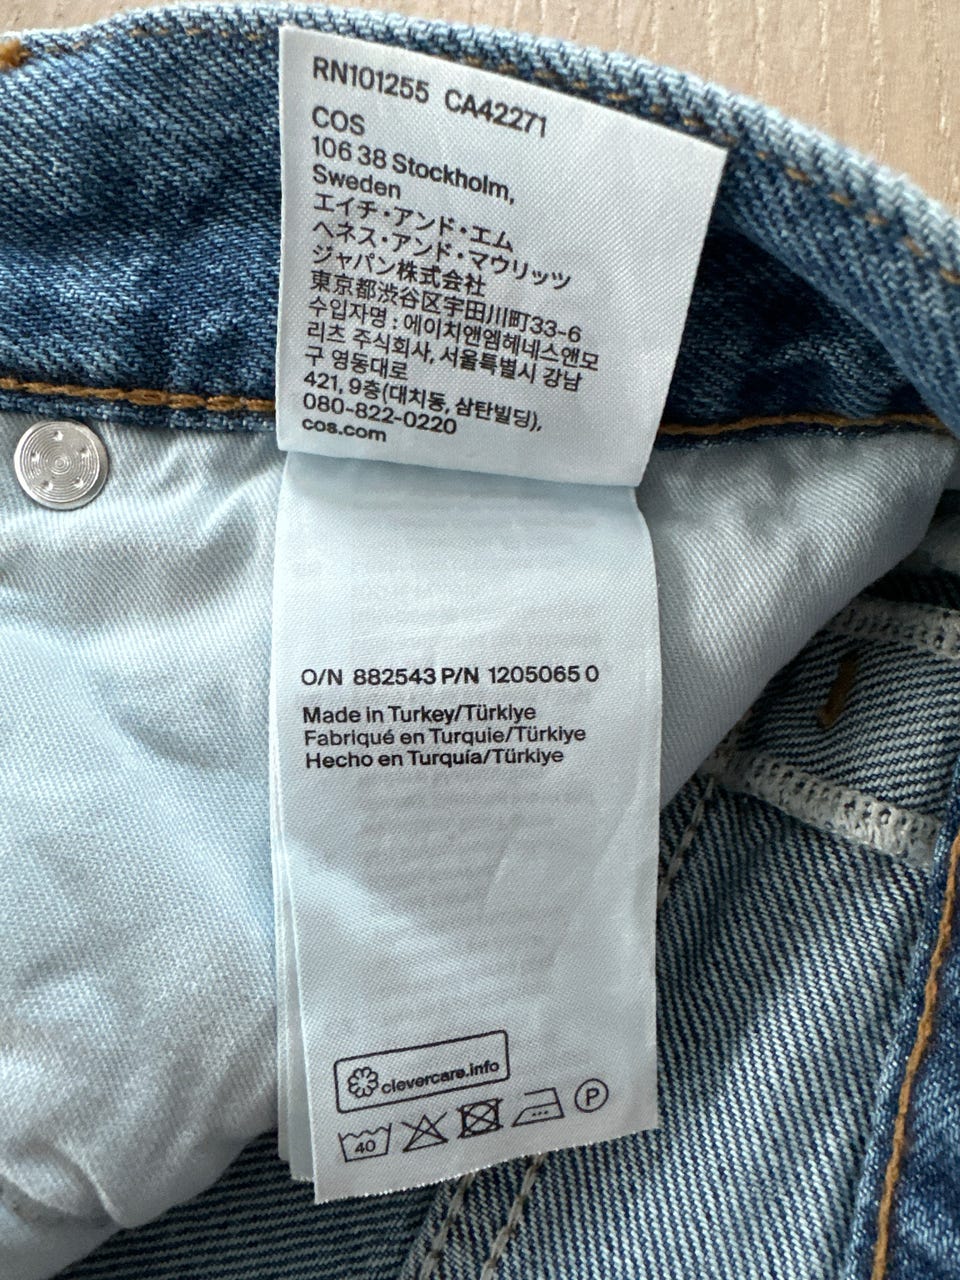 RN101255 CA42271
COS
106 38 Stockholm,
Sweden
エイチ・アンド・エム
ヘネス・アンド・マウリッツ
ジャパン株式会社
東京都渋谷区宇田川町33-6
수입자명 : 에이치앤엠헤네스앤모
리츠 주식회사, 서울특별시 강남
구 영동대로
421, 9층(대치동, 삼탄빌딩),
080-822-0220
cos.com
O/N 882543 P/N 1205065 0
Made in Turkey/Türkiye
Fabriqué en Turquie/Türkiye
Hecho en Turquía/Türkiye
clevercare.info
40 P